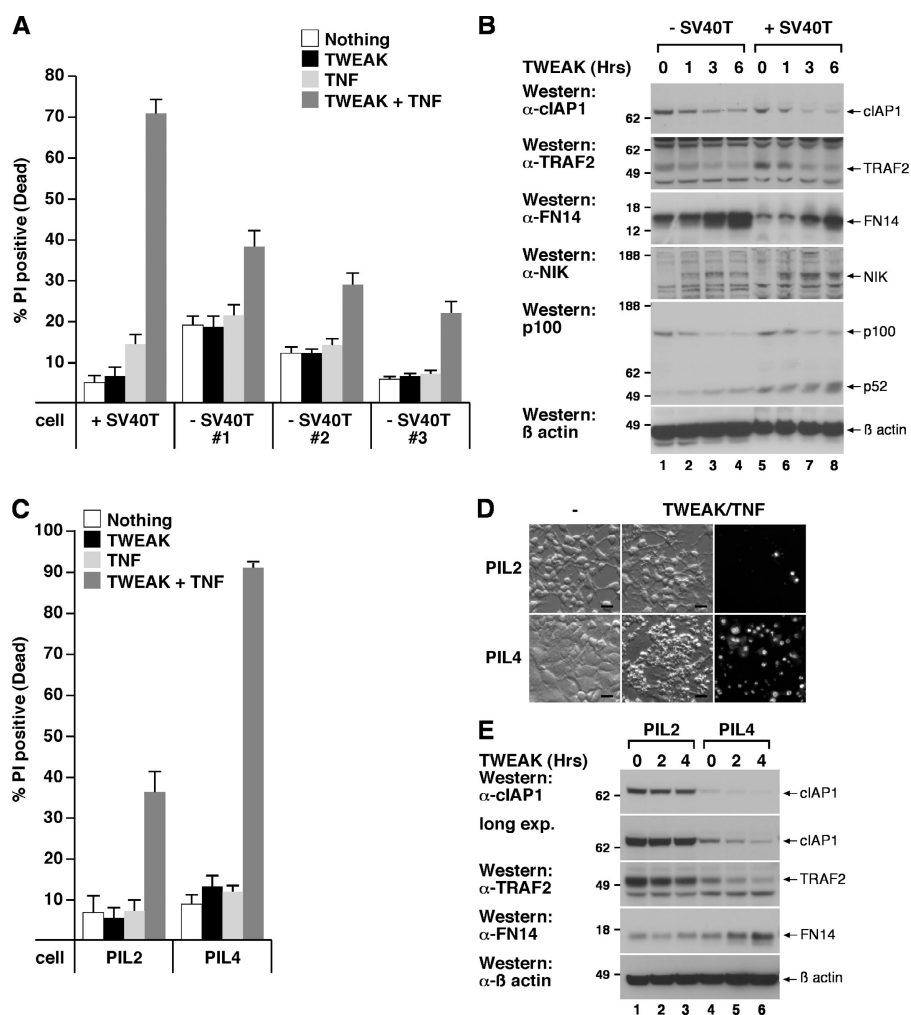 A
Nothing
TWEAK
TNF
TWEAK + TNF
% PI positive (Dead)
80
70
60
50
40
30
20
10
cell
+ SV40T
- SV40T #1
- SV40T #2
- SV40T #3
B
- SV40T + SV40T
TWEAK (Hrs) 0 1 3 6 0 1 3 6
Western:
α-cIAP1
62
cIAP1
Western:
α-TRAF2
62
49
TRAF2
Western:
α-FN14
18
12
FN14
Western:
α-NIK
188
NIK
Western:
p100
188
62
49
p100
p52
Western:
ß actin
49
ß actin
1 2 3 4 5 6 7 8
C
Nothing
TWEAK
TNF
TWEAK + TNF
% PI positive (Dead)
100
90
80
70
60
50
40
30
20
10
cell
PIL2
PIL4
D
- TWEAK/TNF
PIL2
PIL4
E
PIL2 PIL4
TWEAK (Hrs) 0 2 4 0 2 4
Western:
α-cIAP1
62
cIAP1
long exp.
62
cIAP1
Western:
α-TRAF2
49
TRAF2
Western:
α-FN14
18
FN14
Western:
α-ß actin
49
ß actin
1 2 3 4 5 6